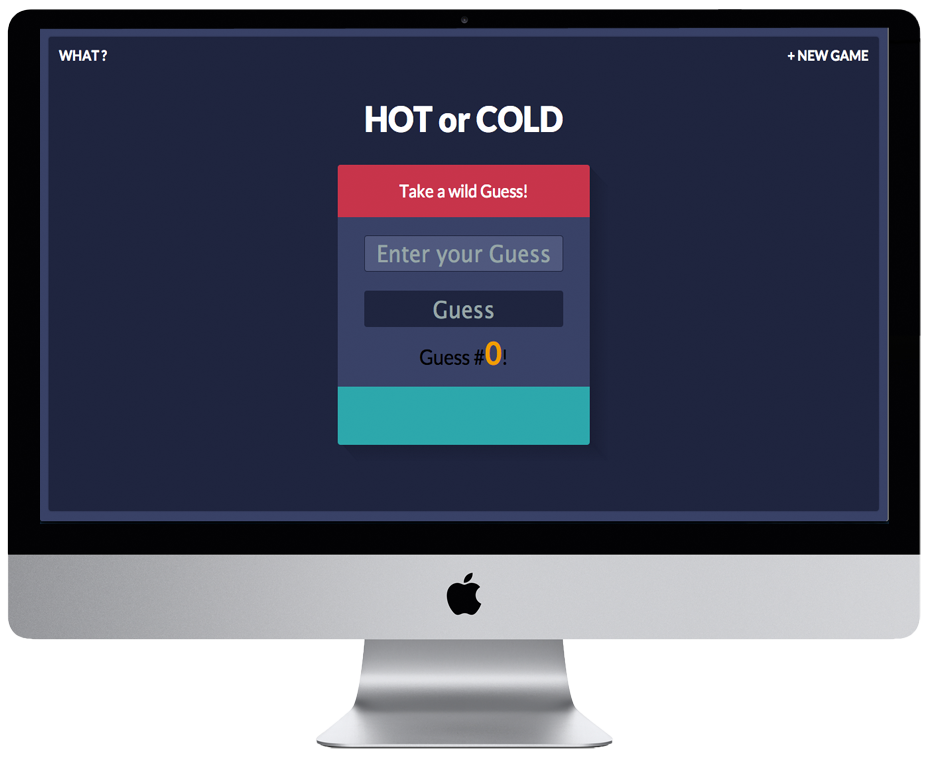 WHAT ?
+ NEW GAME
HOT or COLD
Take a wild Guess!
Enter your Guess
Guess
Guess #0!